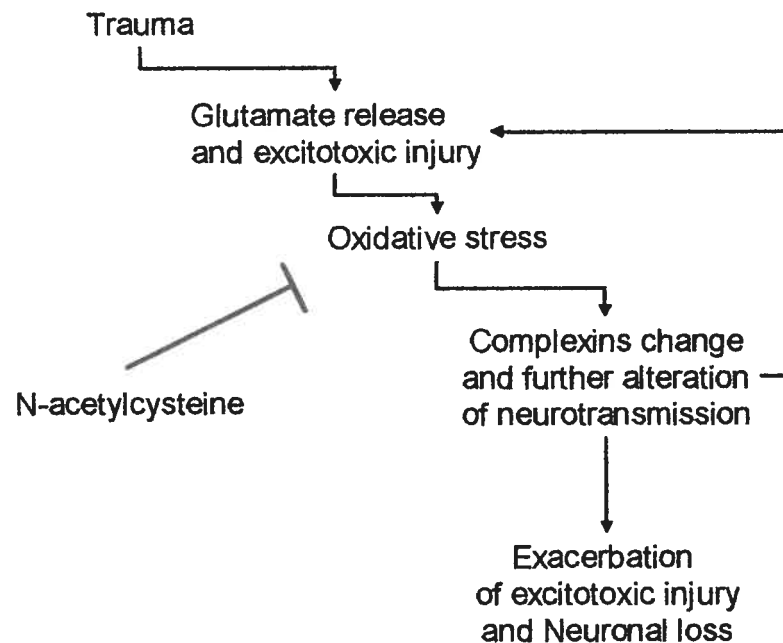 Trauma
Glutamate release
and excitotoxic injury
Oxidative stress
Complexins change
and further alteration
of neurotransmission
N-acetylcysteine
Exacerbation
of excitotoxic injury
and Neuronal loss